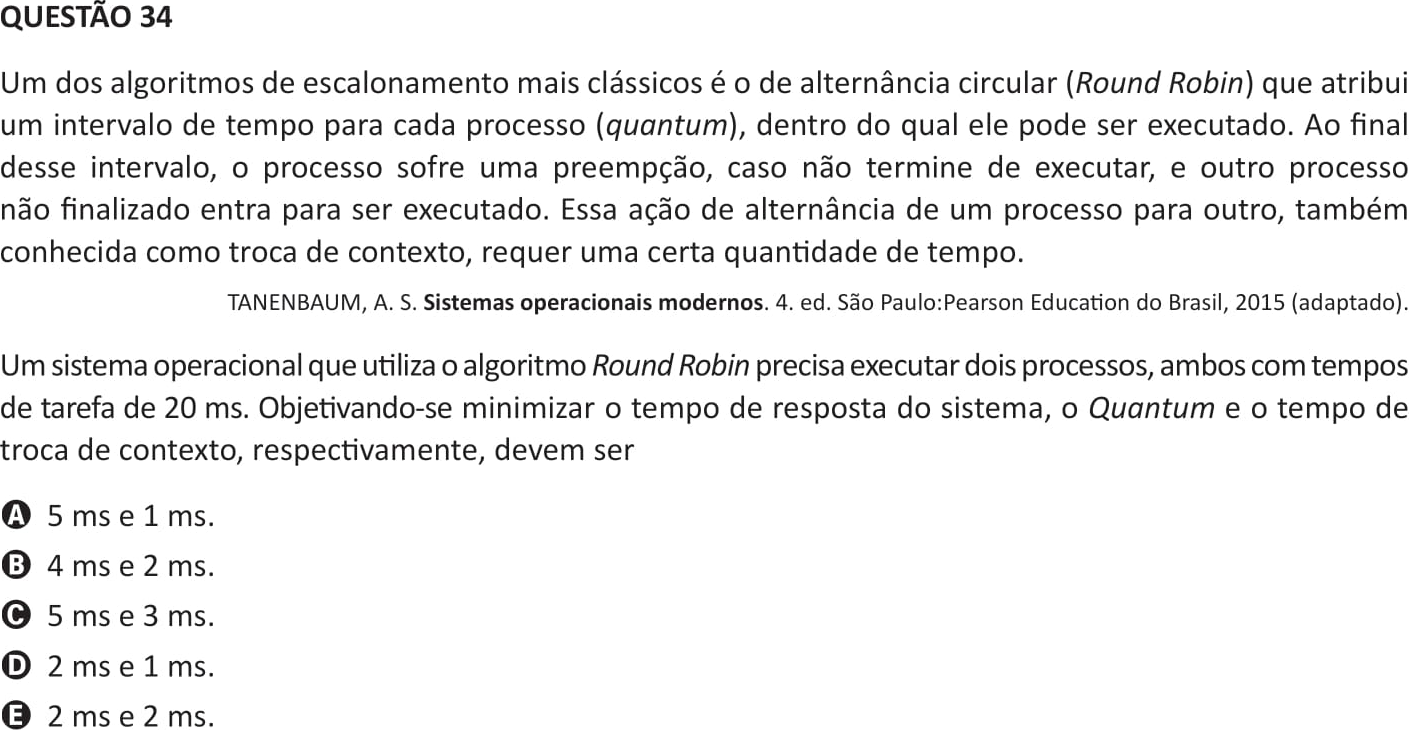 QUESTÃO 34
Um dos algoritmos de escalonamento mais clássicos é o de alternância circular (Round Robin) que atribui
um intervalo de tempo para cada processo (quantum), dentro do qual ele pode ser executado. Ao final
desse intervalo, o processo sofre uma preempção, caso não termine de executar, e outro processo
não finalizado entra para ser executado. Essa ação de alternância de um processo para outro, também
conhecida como troca de contexto, requer uma certa quantidade de tempo.
TANENBAUM, A. S. Sistemas operacionais modernos. 4. ed. São Paulo:Pearson Education do Brasil, 2015 (adaptado).
Um sistema operacional que utiliza o algoritmo Round Robin precisa executar dois processos, ambos com tempos
de tarefa de 20 ms. Objetivando-se minimizar o tempo de resposta do sistema, o Quantum e o tempo de
troca de contexto, respectivamente, devem ser
A 5 ms e 1 ms.
B 4 ms e 2 ms.
C 5 ms e 3 ms.
D 2 ms e 1 ms.
E 2 ms e 2 ms.